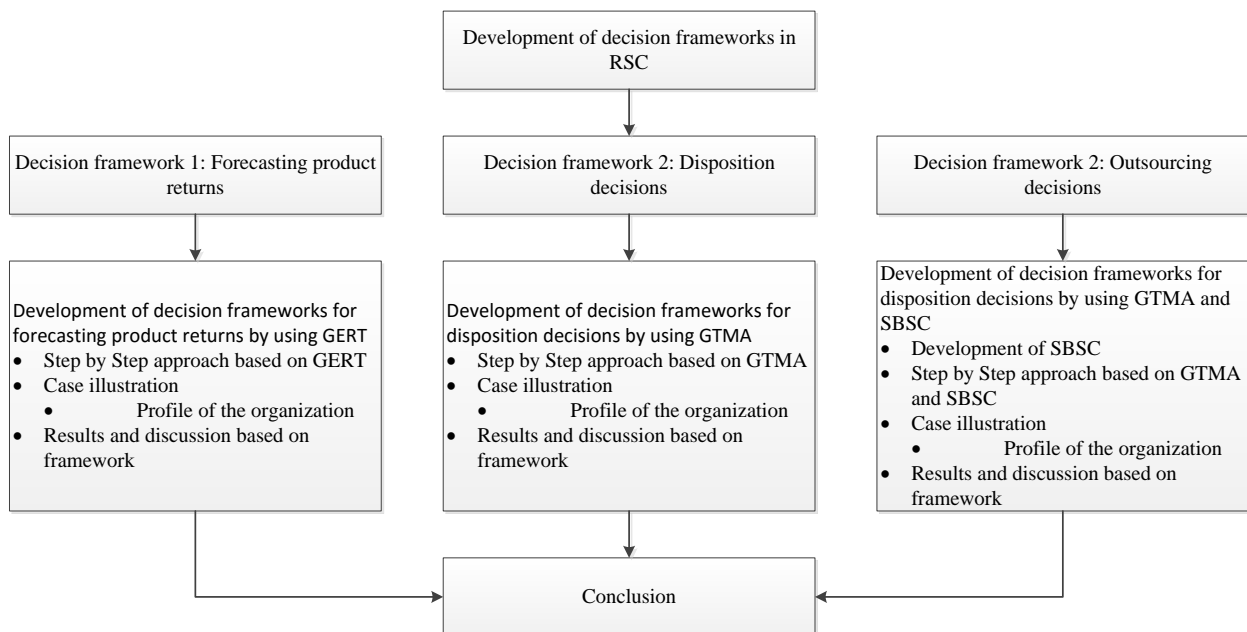 Development of decision frameworks in
RSC
Decision framework 1: Forecasting product
returns
Decision framework 2: Disposition
decisions
Decision framework 2: Outsourcing
decisions
Development of decision frameworks for
forecasting product returns by using GERT
• Step by Step approach based on GERT
• Case illustration
• Profile of the organization
• Results and discussion based on
framework
Development of decision frameworks for
disposition decisions by using GTMA
• Step by Step approach based on GTMA
• Case illustration
• Profile of the organization
• Results and discussion based on
framework
Development of decision frameworks for
disposition decisions by using GTMA and
SBSC
• Development of SBSC
• Step by Step approach based on GTMA
and SBSC
• Case illustration
• Profile of the organization
• Results and discussion based on
framework
Conclusion